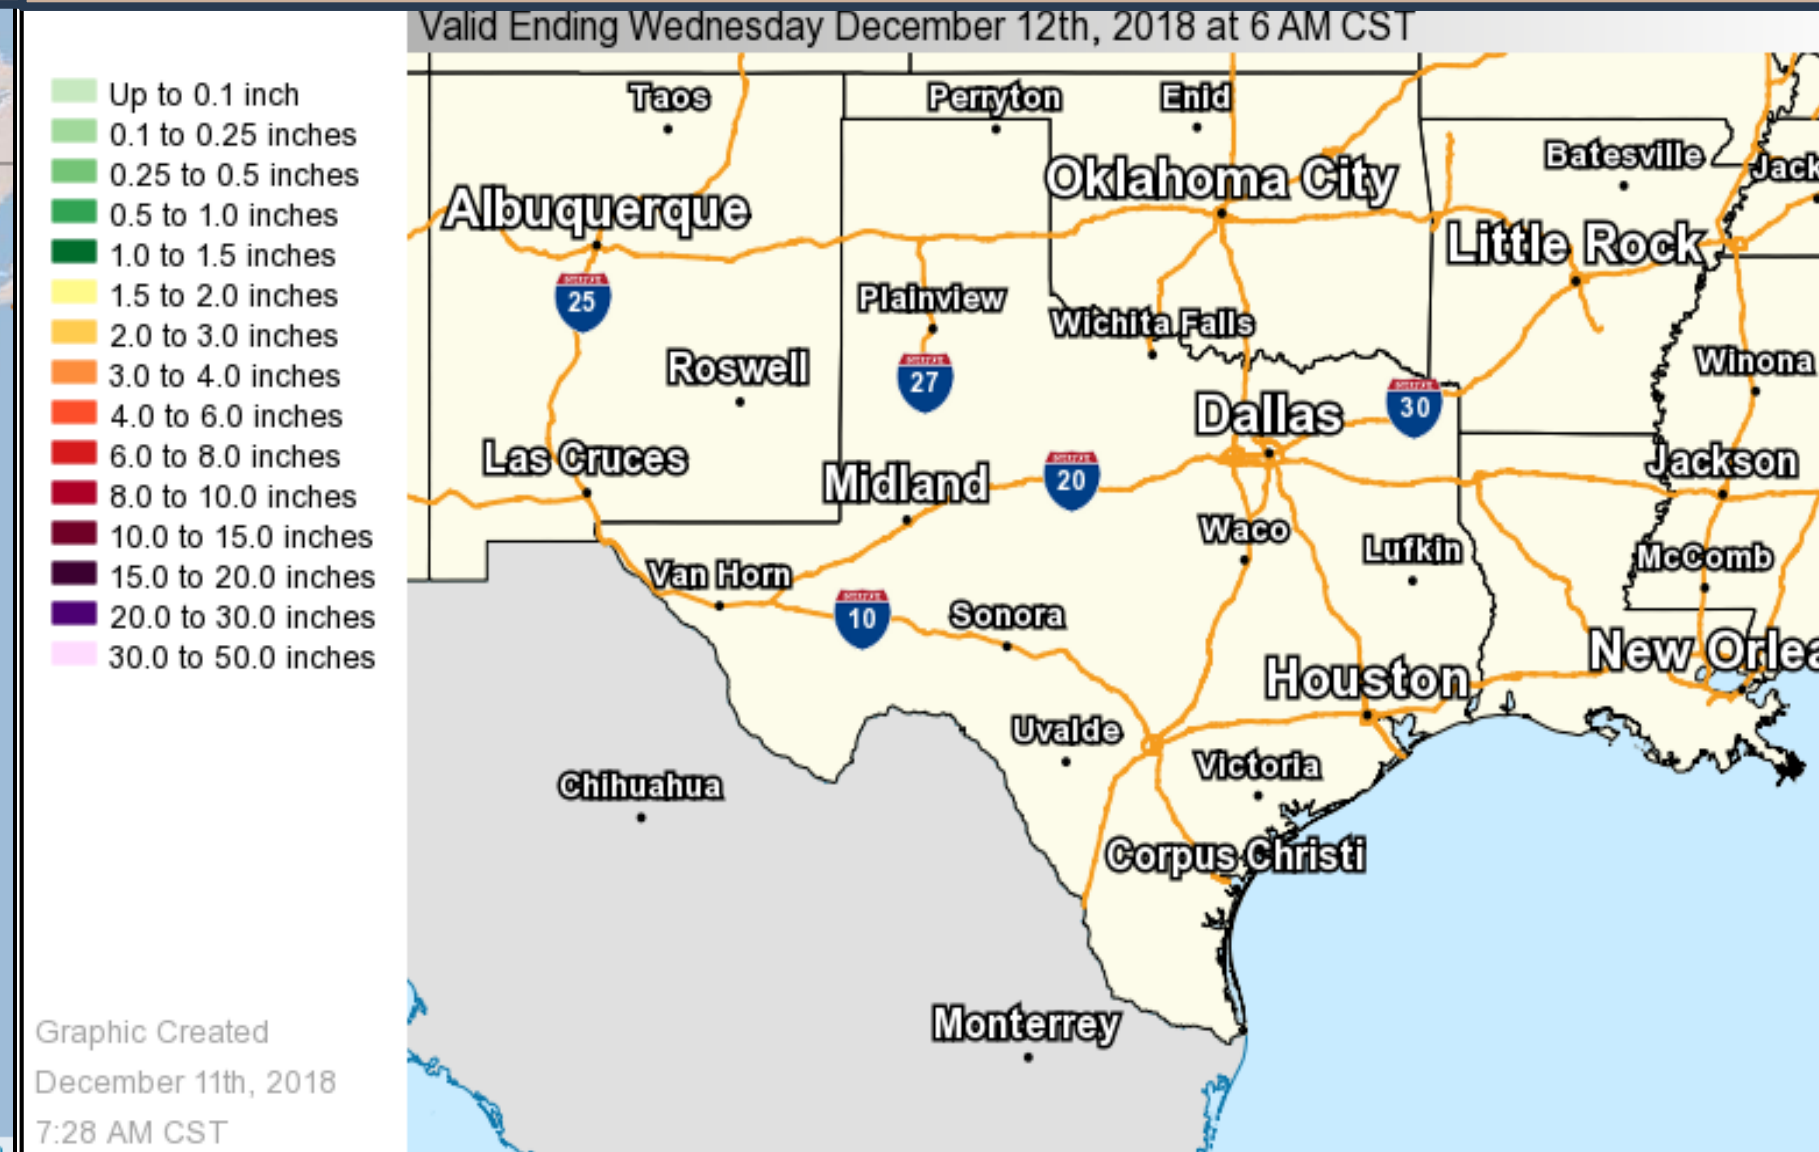 Valid Ending Wednesday December 12th, 2018 at 6 AM CST
Up to 0.1 inch
0.1 to 0.25 inches
0.25 to 0.5 inches
0.5 to 1.0 inches
1.0 to 1.5 inches
1.5 to 2.0 inches
2.0 to 3.0 inches
3.0 to 4.0 inches
4.0 to 6.0 inches
6.0 to 8.0 inches
8.0 to 10.0 inches
10.0 to 15.0 inches
15.0 to 20.0 inches
20.0 to 30.0 inches
30.0 to 50.0 inches
Graphic Created
December 11th, 2018
7:28 AM CST
Taos
Perryton
Enid
Batesville
Jack
Oklahoma City
Albuquerque
Little Rock
25
Plainview
Wichita Falls
Roswell
27
Winona
30
Dallas
Las Cruces
Midland
20
Jackson
Waco
Lufkin
McComb
Van Horn
10
Sonora
New Orlea
Houston
Uvalde
Victoria
Chihuahua
Corpus Christi
Monterrey